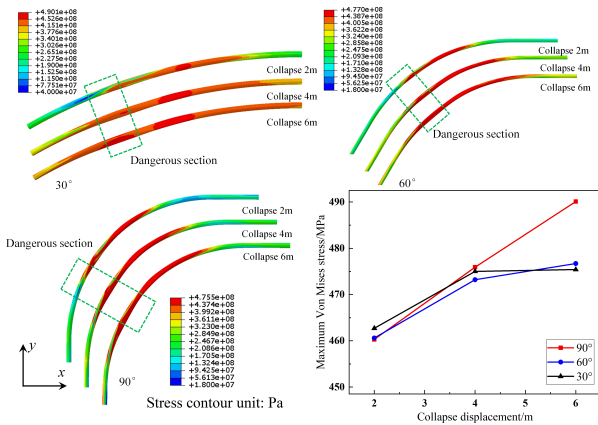 +4.901e+08
+4.526e+08
+4.151e+08
+3.776e+08
+3.401e+08
+3.026e+08
+2.651e+08
+2.275e+08
+1.900e+08
+1.525e+08
+1.150e+08
+7.751e+07
+4.000e+07
Collapse 2m
Collapse 4m
Collapse 6m
Dangerous section
30°
+4.770e+08
+4.387e+08
+4.005e+08
+3.622e+08
+3.240e+08
+2.858e+08
+2.475e+08
+2.093e+08
+1.710e+08
+1.328e+08
+9.450e+07
+5.625e+07
+1.800e+07
Collapse 2m
Collapse 4m
Collapse 6m
Dangerous section
60°
Collapse 2m
Collapse 4m
Collapse 6m
Dangerous section
+4.755e+08
+4.374e+08
+3.992e+08
+3.611e+08
+3.230e+08
+2.849e+08
+2.467e+08
+2.086e+08
+1.705e+08
+1.324e+08
+9.425e+07
+5.613e+07
+1.800e+07
90°
y
x
Stress contour unit: Pa
Maximum Von Mises stress/MPa
490
480
470
460
450
2
3
4
5
6
Collapse displacement/m
90°
60°
30°